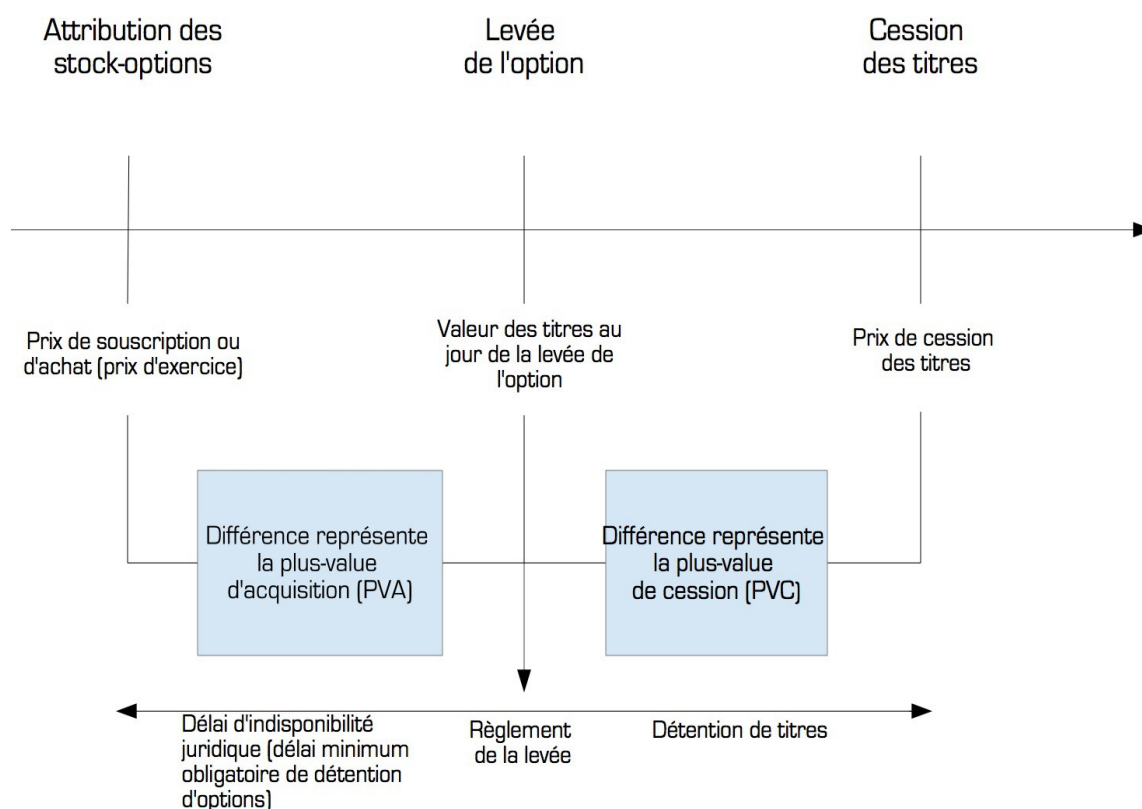 Attribution des
stock-options
Levée
de l'option
Cession
des titres
Prix de souscription ou
d'achat (prix d'exercice)
Valeur des titres au
jour de la levée de
l'option
Prix de cession
des titres
Différence représente
la plus-value
d'acquisition (PVA)
Différence représente
la plus-value
de cession (PVC)
Délai d'indisponibilité
juridique (délai minimum
obligatoire de détention
d'options)
Règlement
de la levée
Détention de titres